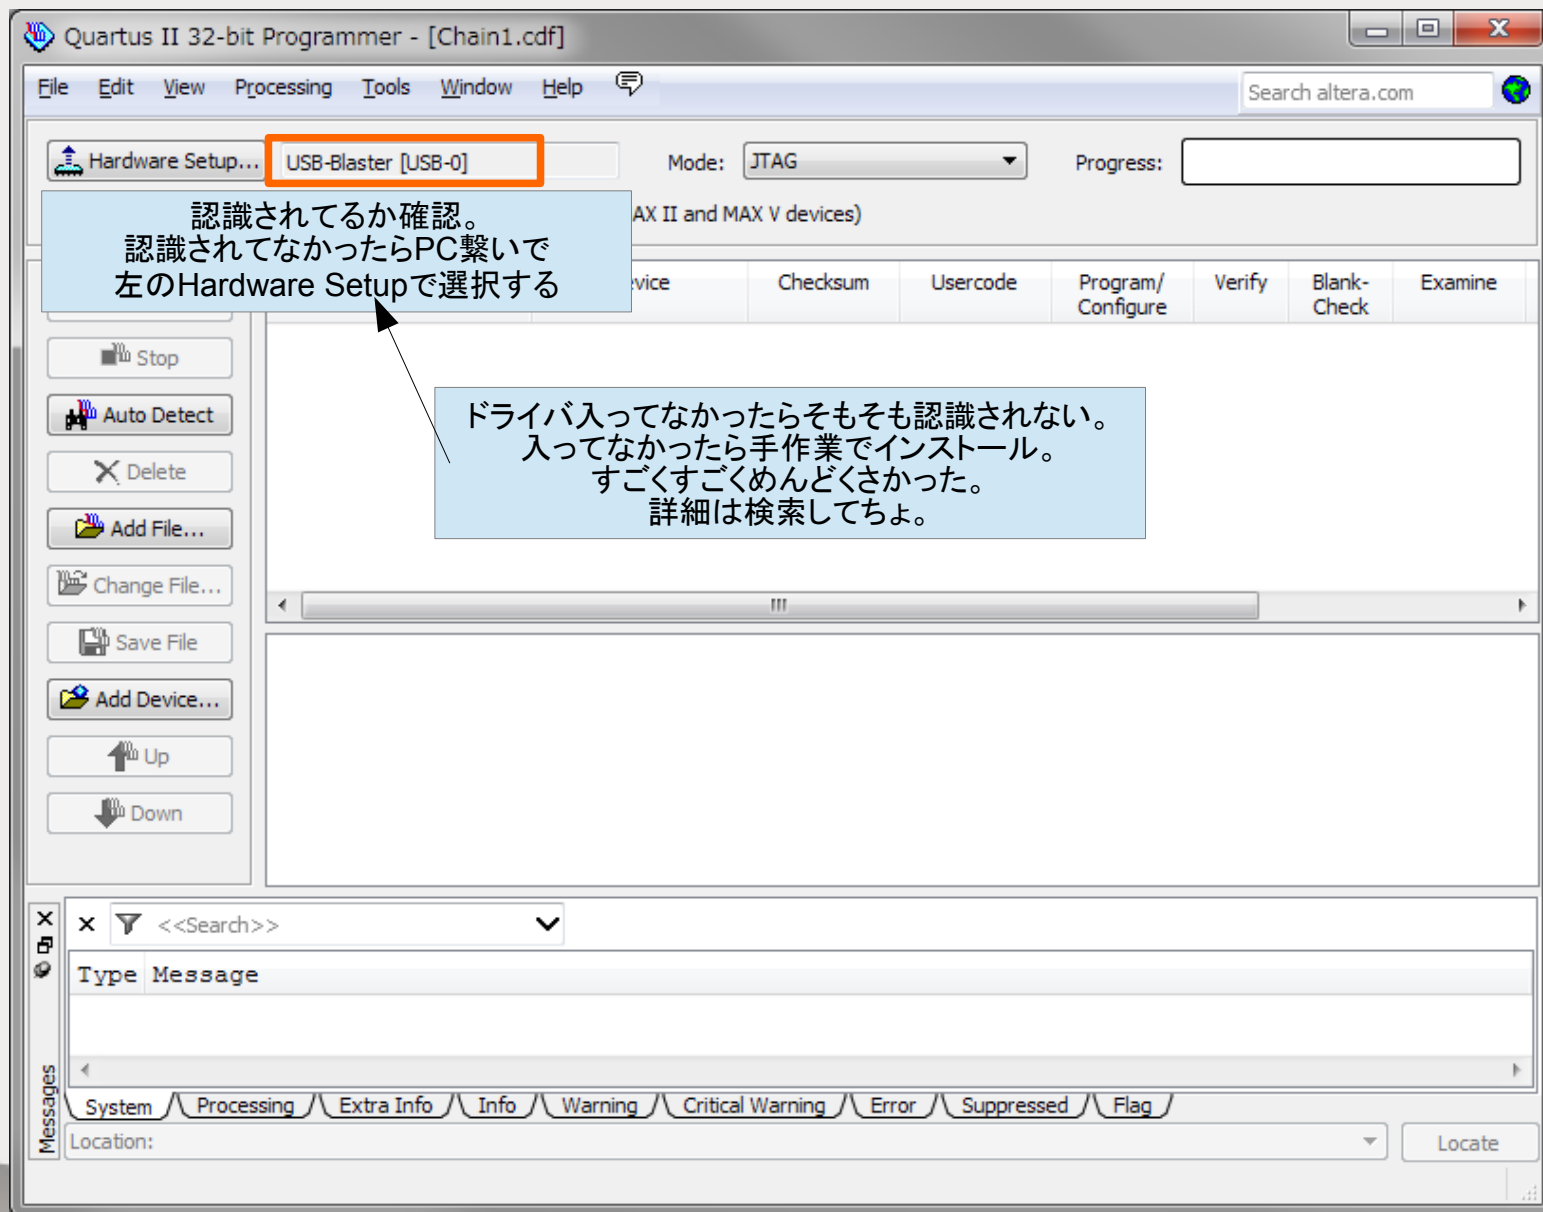 Quartus II 32-bit Programmer - [Chain1.cdf]
File Edit View Processing Tools Window Help
Search altera.com
Hardware Setup... USB-Blaster [USB-0] Mode: JTAG Progress:
認識されてるか確認。
認識されてなかったらPC繋いで
左のHardware Setupで選択する
AX II and MAX V devices)
vice Checksum Usercode Program/ Configure Verify Blank- Check Examine
Stop
Auto Detect
Delete
Add File...
Change File...
Save File
Add Device...
Up
Down
ドライバ入ってなかったらそもそも認識されない。
入ってなかったら手作業でインストール。
すごくすごくめんどくさかった。
詳細は検索してちょ。
<<Search>>
Type Message
Messages
System Processing Extra Info Info Warning Critical Warning Error Suppressed Flag
Location:
Locate